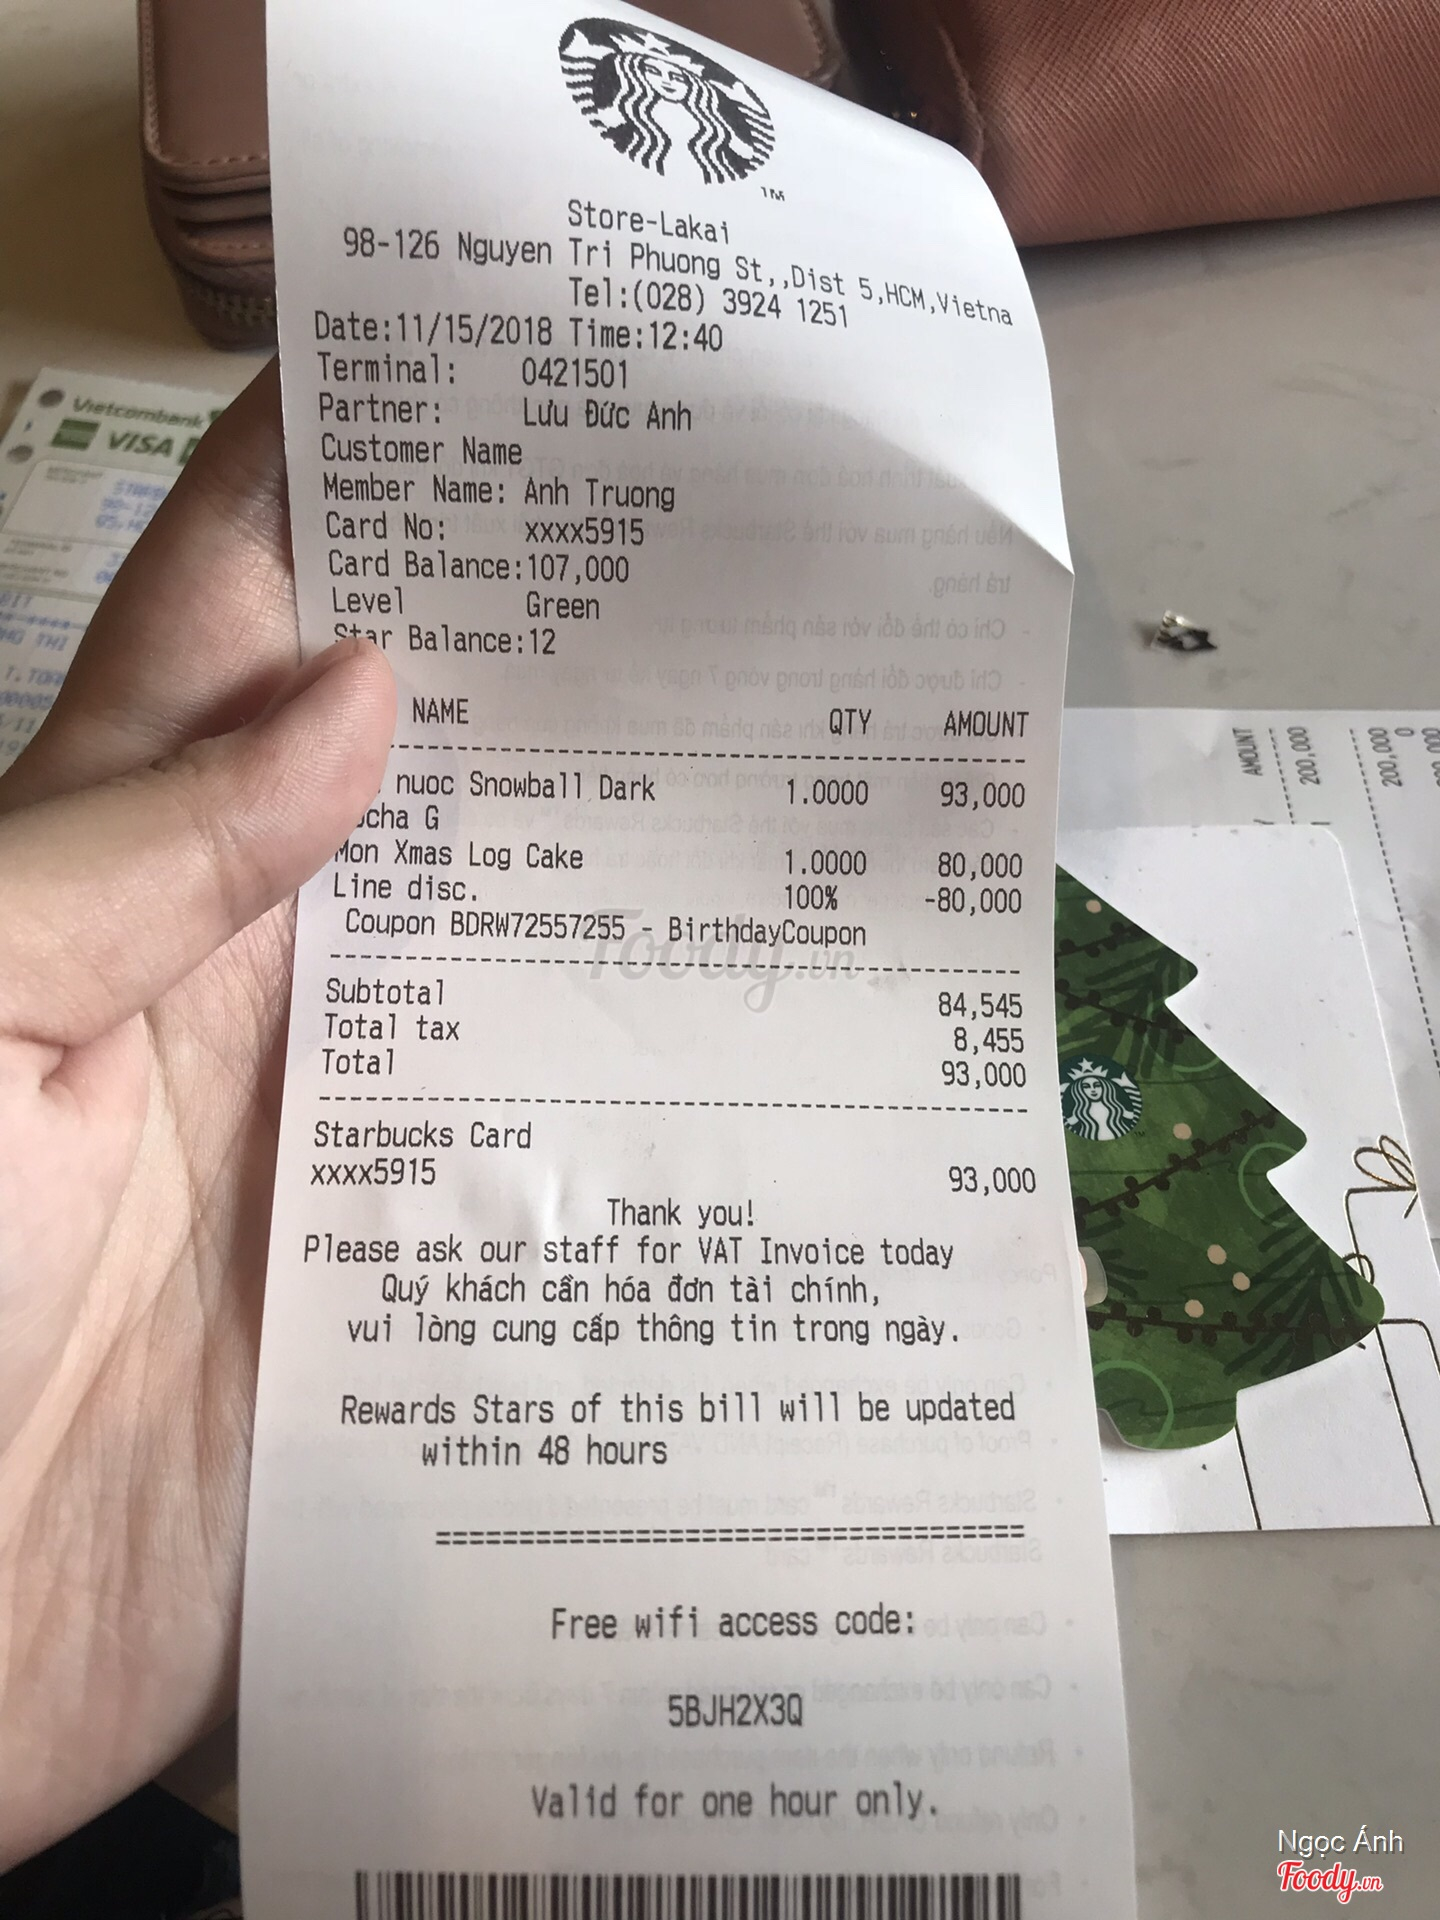 TM
Store-Lakai
98-126 Nguyen Tri Phuong St,,Dist 5,HCM,Vietna
Tel:(028) 3924 1251
Date:11/15/2018 Time:12:40
Terminal: 0421501
Partner: Lưu Đức Anh
Customer Name
Member Name: Anh Truong
Card No: xxxx5915
Card Balance:107,000
Level Green
Star Balance:12
NAME QTY AMOUNT
nuoc Snowball Dark 1.0000 93,000
G
Mon Xmas Log Cake 1.0000 80,000
Line disc. 100% -80,000
Coupon BDRW72557255 - BirthdayCoupon
Subtotal 84,545
Total tax 8,455
Total 93,000
Starbucks Card
xxxx5915 93,000
Thank you!
Please ask our staff for VAT Invoice today
Quý khách cần hóa đơn tài chính,
vui lòng cung cấp thông tin trong ngày.
Rewards Stars of this bill will be updated
within 48 hours
Free wifi access code:
5BJH2X3Q
Valid for one hour only.
Vietcombank
VISA
AMOUNT
200,000
200,000
0
Foody.vn
Ngọc Ánh
Foody.vn